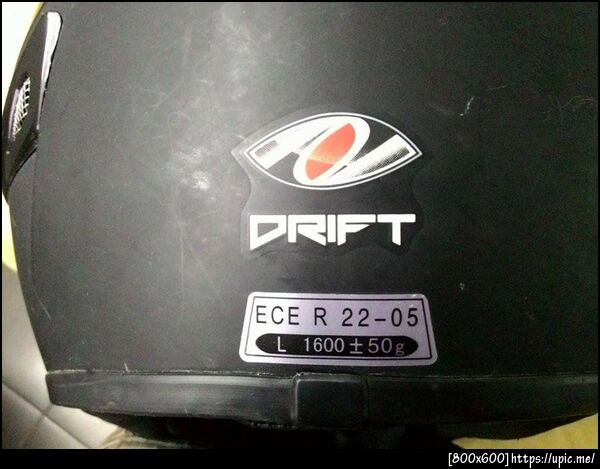 DRIFT
ECE R 22-05
L 1600±50g
[800x600]https://upic.me/